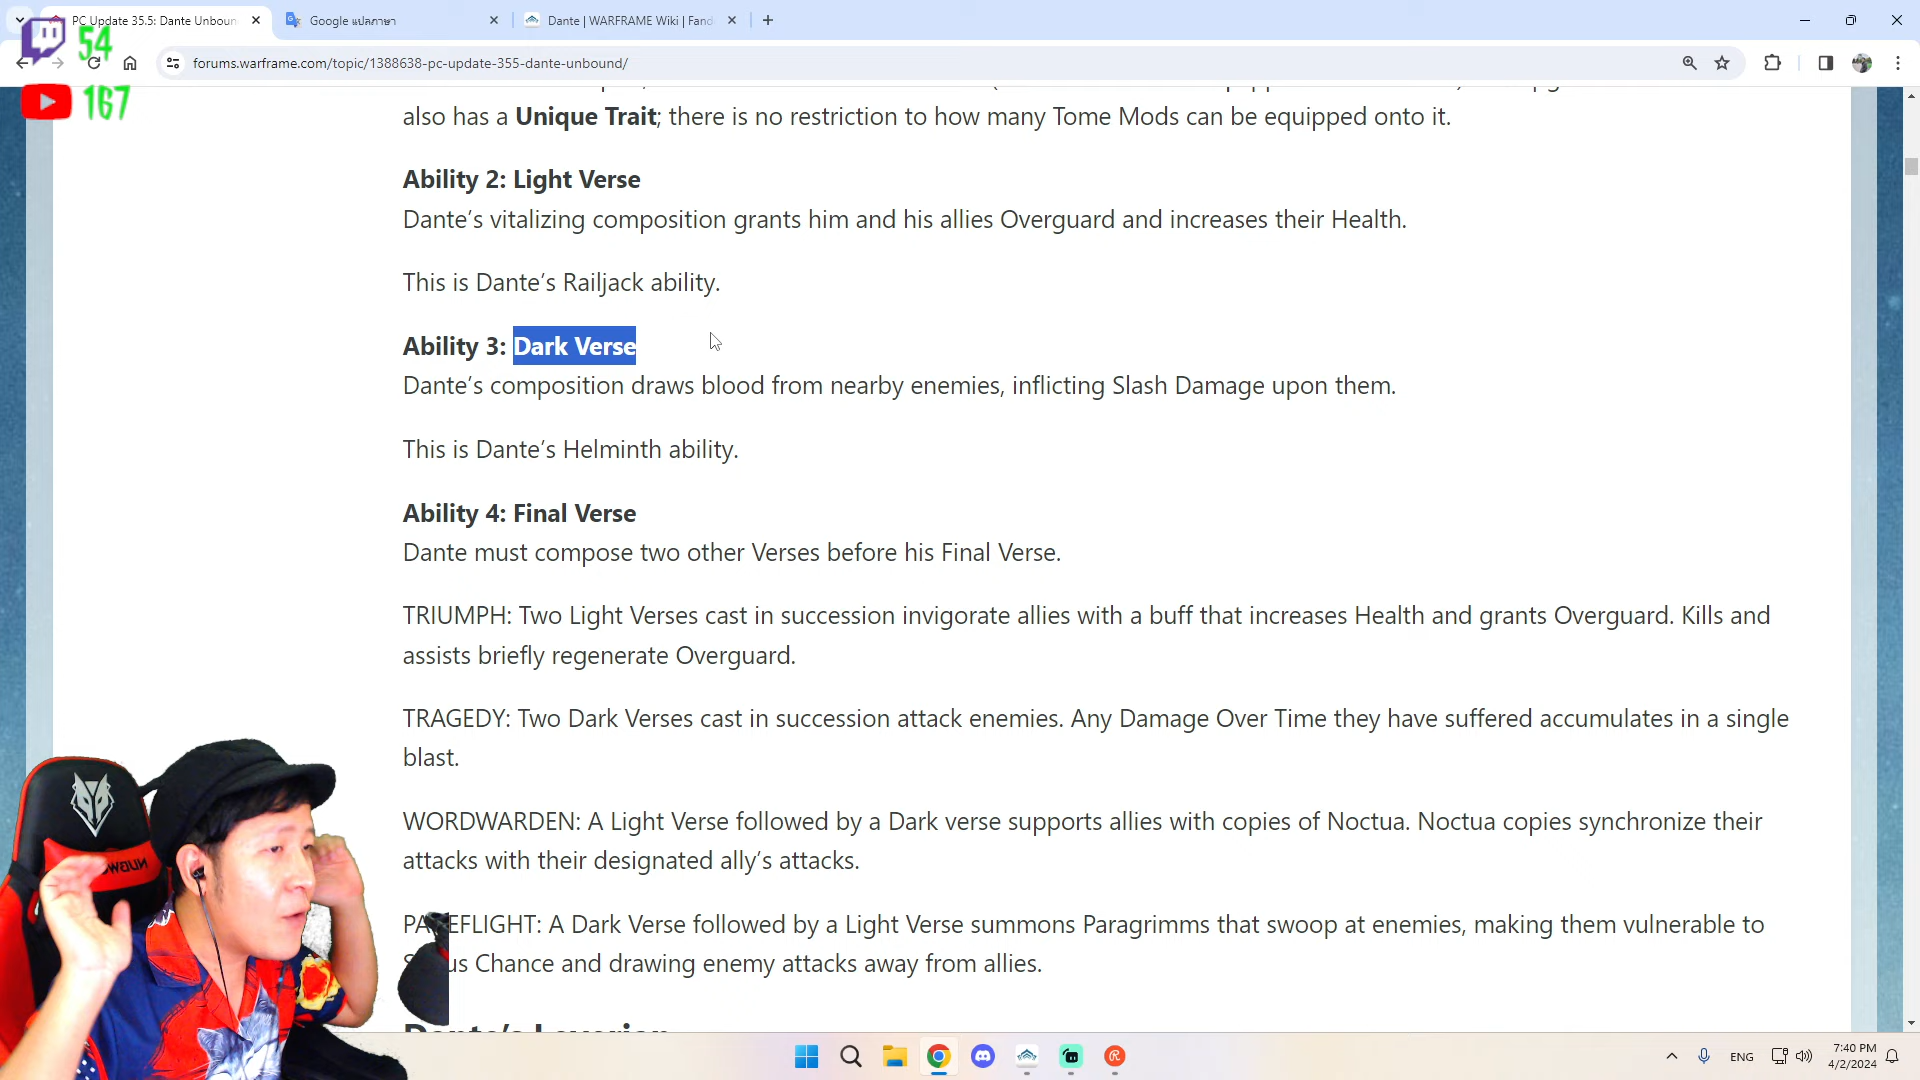 PC Update 35.5: Dante Unboun
Google แปลภาษา
Dante | WARFRAME Wiki | Fand
54
forums.warframe.com/topic/1388638-pc-update-355-dante-unbound/
167
also has a Unique Trait; there is no restriction to how many Tome Mods can be equipped onto it.
Ability 2: Light Verse
Dante's vitalizing composition grants him and his allies Overguard and increases their Health.
This is Dante's Railjack ability.
Ability 3: Dark Verse
Dante's composition draws blood from nearby enemies, inflicting Slash Damage upon them.
This is Dante's Helminth ability.
Ability 4: Final Verse
Dante must compose two other Verses before his Final Verse.
TRIUMPH: Two Light Verses cast in succession invigorate allies with a buff that increases Health and grants Overguard. Kills and
assists briefly regenerate Overguard.
TRAGEDY: Two Dark Verses cast in succession attack enemies. Any Damage Over Time they have suffered accumulates in a single
blast.
WORDWARDEN: A Light Verse followed by a Dark verse supports allies with copies of Noctua. Noctua copies synchronize their
attacks with their designated ally's attacks.
A Dark Verse followed by a Light Verse summons Paragrimms that swoop at enemies, making them vulnerable to
Chance and drawing enemy attacks away from allies.
ENG
7:40 PM
4/2/2024